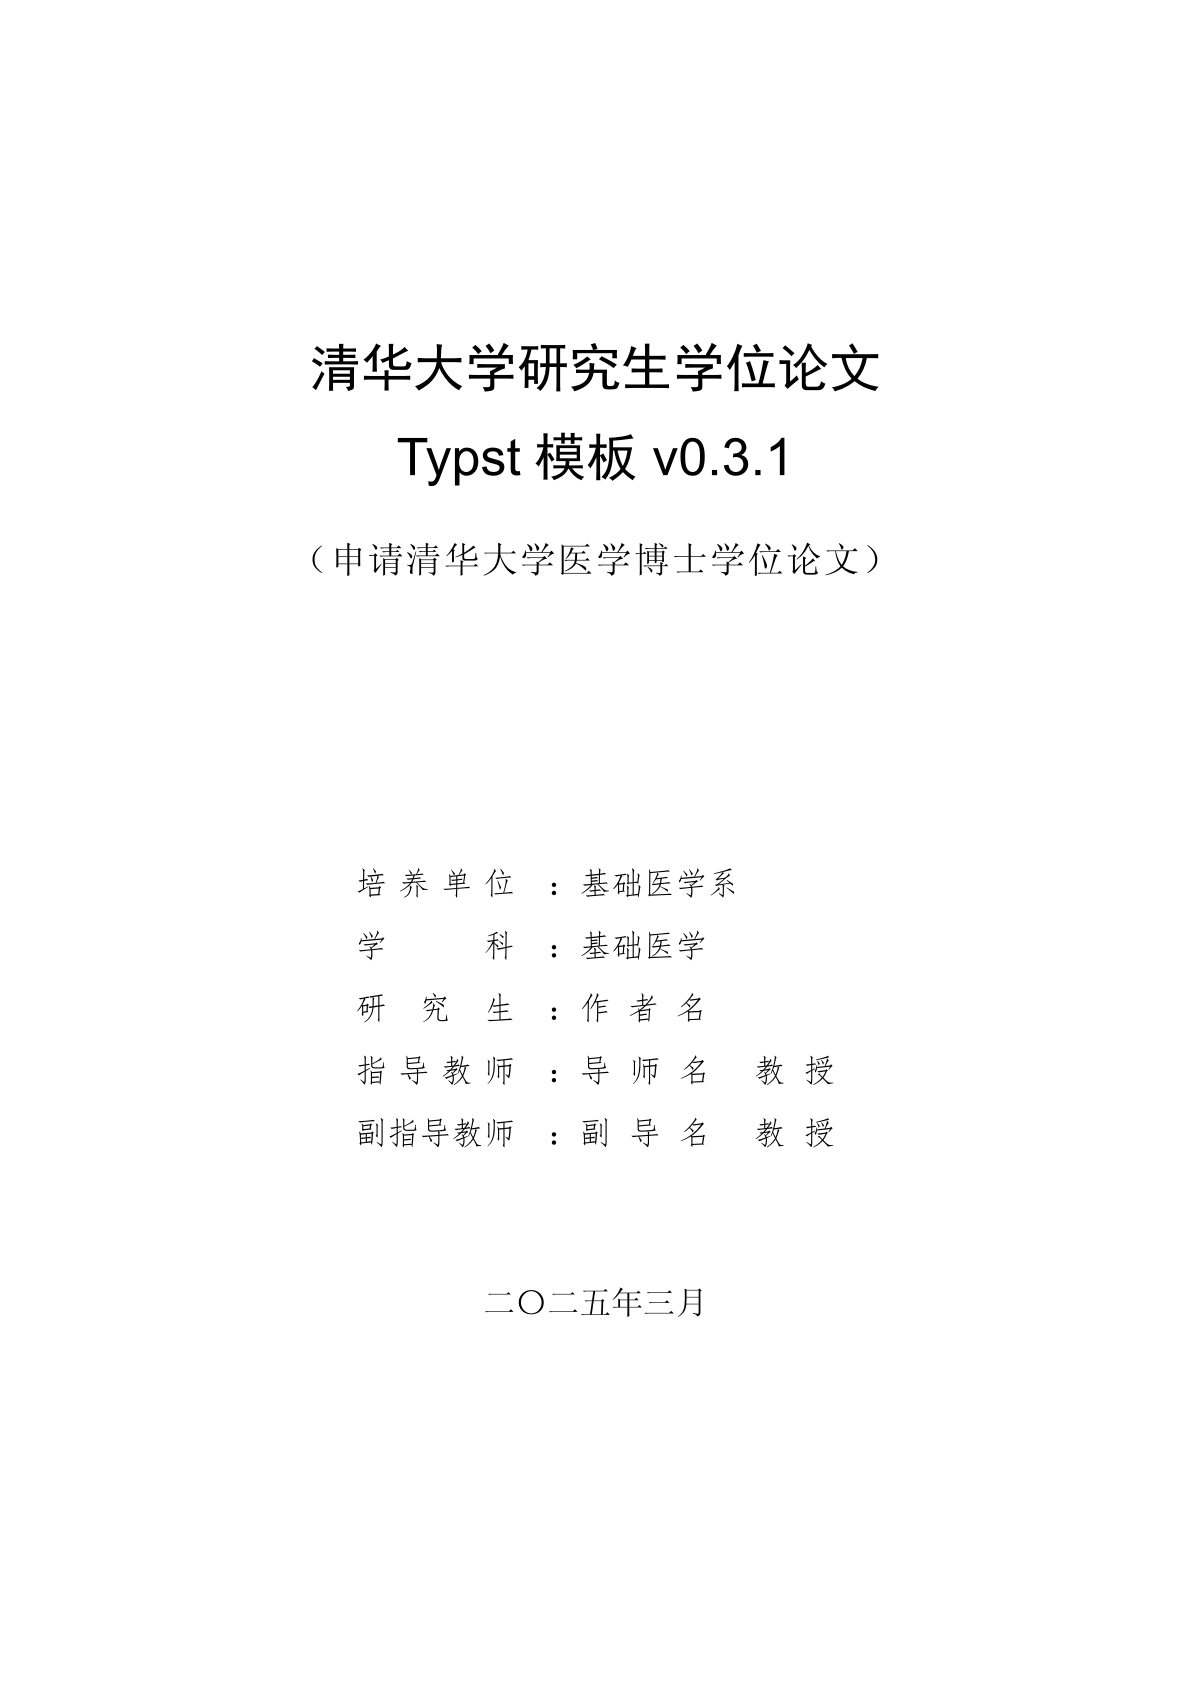 清华大学研究生学位论文
Typst 模板 v0.3.1
（申请清华大学医学博士学位论文）
培养单位：基础医学系
学科：基础医学
研究生：作者名
指导教师：导师名 教授
副指导教师：副导名 教授
二〇二五年三月